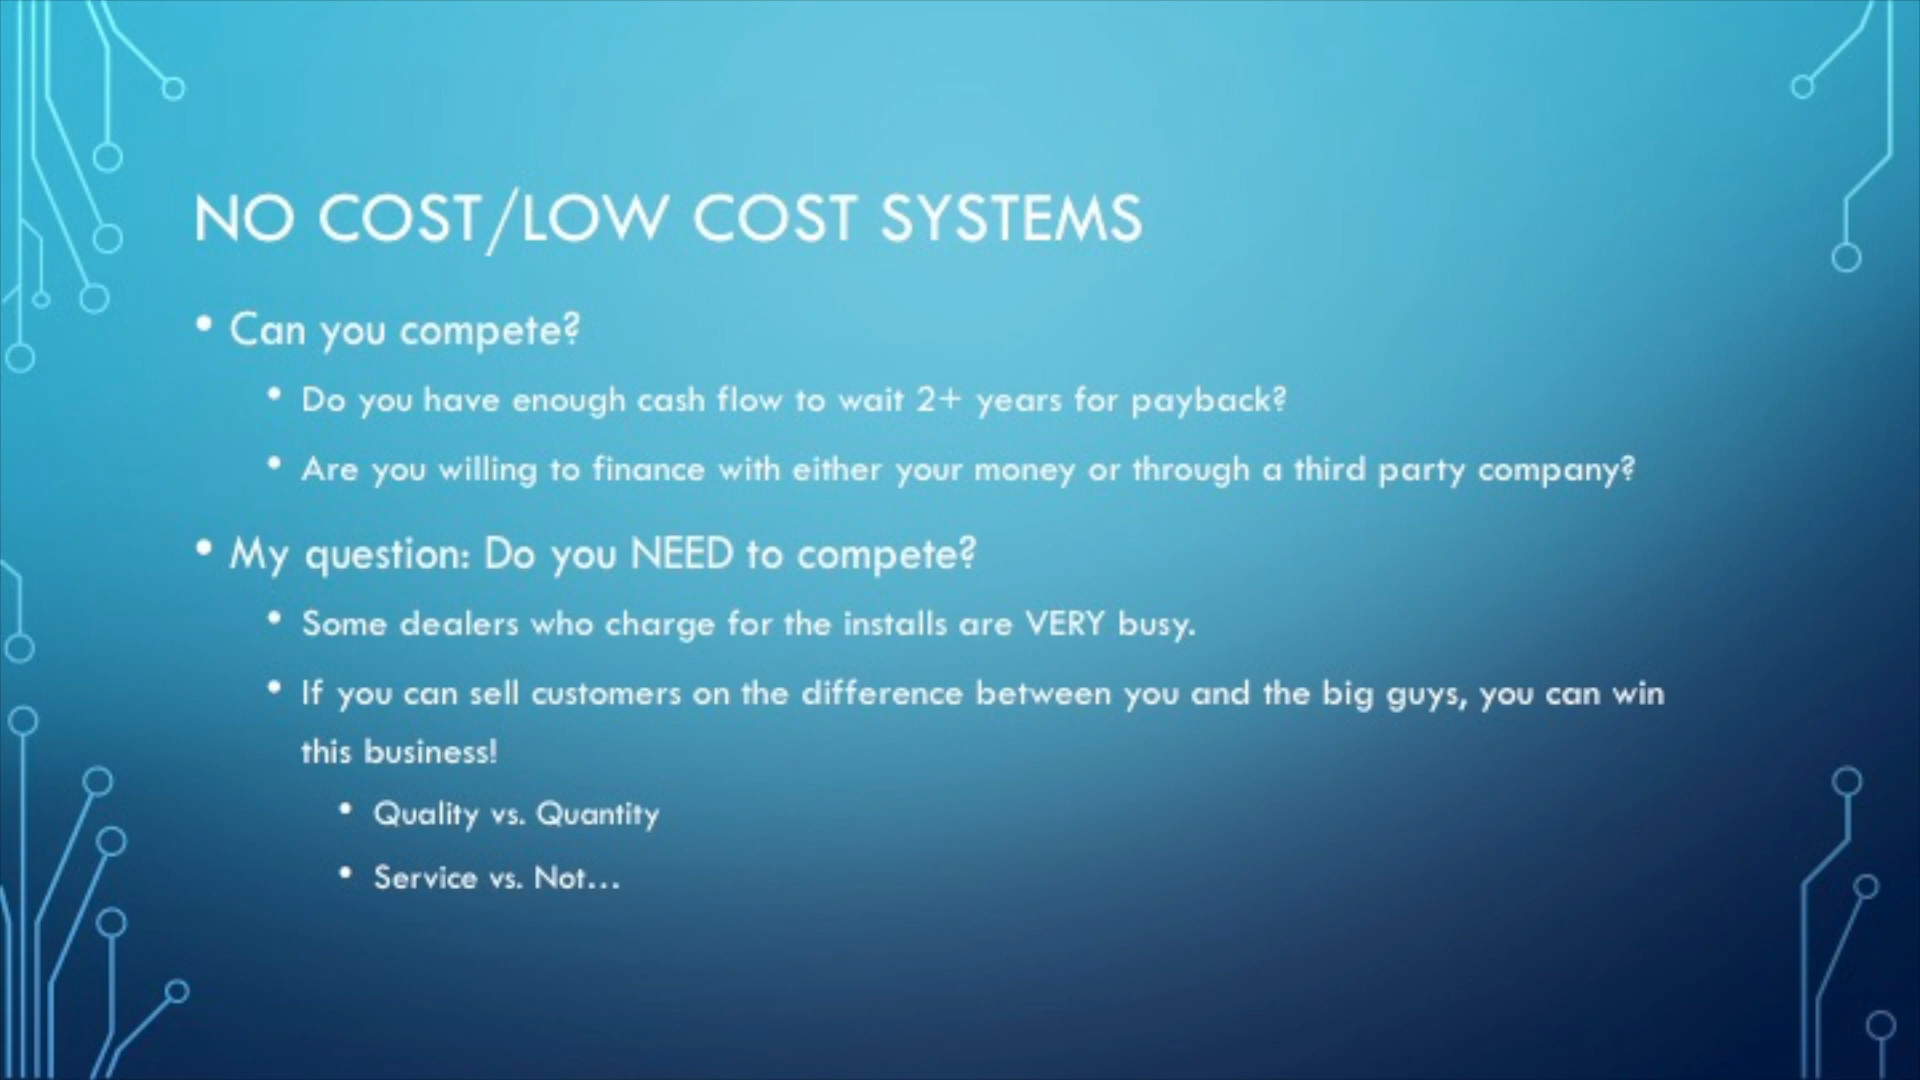 NO COST/LOW COST SYSTEMS
• Can you compete?
• Do you have enough cash flow to wait 2+ years for payback?
• Are you willing to finance with either your money or through a third party company?
• My question: Do you NEED to compete?
• Some dealers who charge for the installs are VERY busy.
• If you can sell customers on the difference between you and the big guys, you can win
this business!
• Quality vs. Quantity
• Service vs. Not...